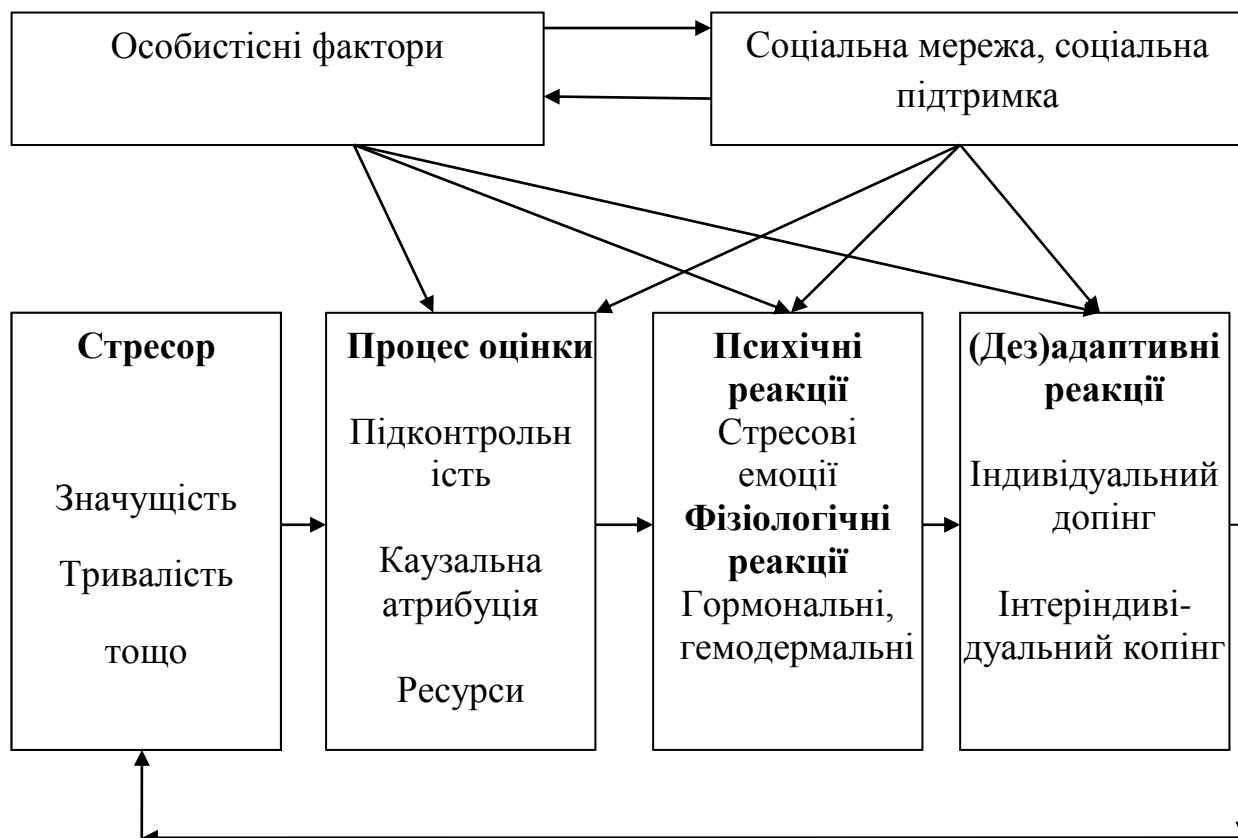 Особистісні фактори
Соціальна мережа, соціальна
підтримка
Стресор
Значущість
Тривалість
тощо
Процес оцінки
Підконтрольн
ість
Каузальна
атрибуція
Ресурси
Психічні
реакції
Стресові
емоції
Фізіологічні
реакції
Гормональні,
гемодермальні
(Дез)адаптивні
реакції
Індивідуальний
допінг
Інтеріндиві-
дуальний копінг